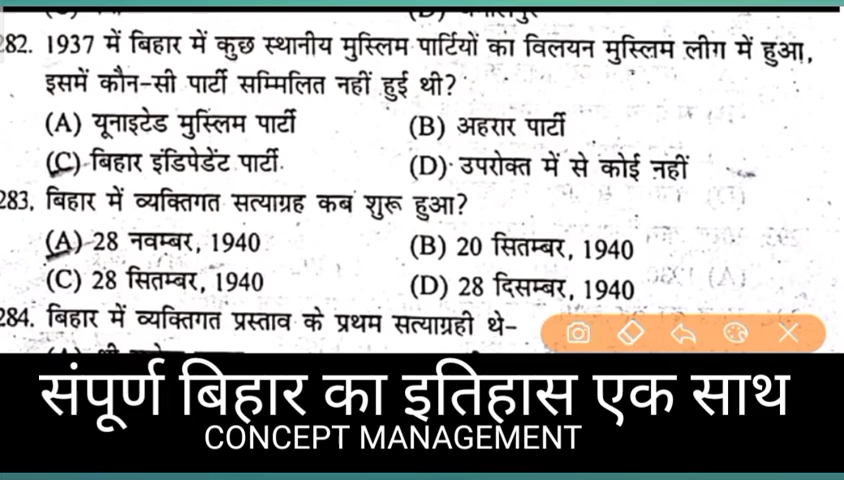 282. 1937 में बिहार में कुछ स्थानीय मुस्लिम पार्टियों का विलयन मुस्लिम लीग में हुआ,
इसमें कौन-सी पार्टी सम्मिलित नहीं हुई थी?
(A) यूनाइटेड मुस्लिम पार्टी (B) अहरार पार्टी
(C) बिहार इंडिपेडेंट पार्टी. (D) उपरोक्त में से कोई नहीं
283. बिहार में व्यक्तिगत सत्याग्रह कब शुरू हुआ?
(A) 28 नवम्बर, 1940 (B) 20 सितम्बर, 1940
(C) 28 सितम्बर, 1940 (D) 28 दिसम्बर, 1940
284. बिहार में व्यक्तिगत प्रस्ताव के प्रथम सत्याग्रही थे-
संपूर्ण बिहार का इतिहास एक साथ
CONCEPT MANAGEMENT